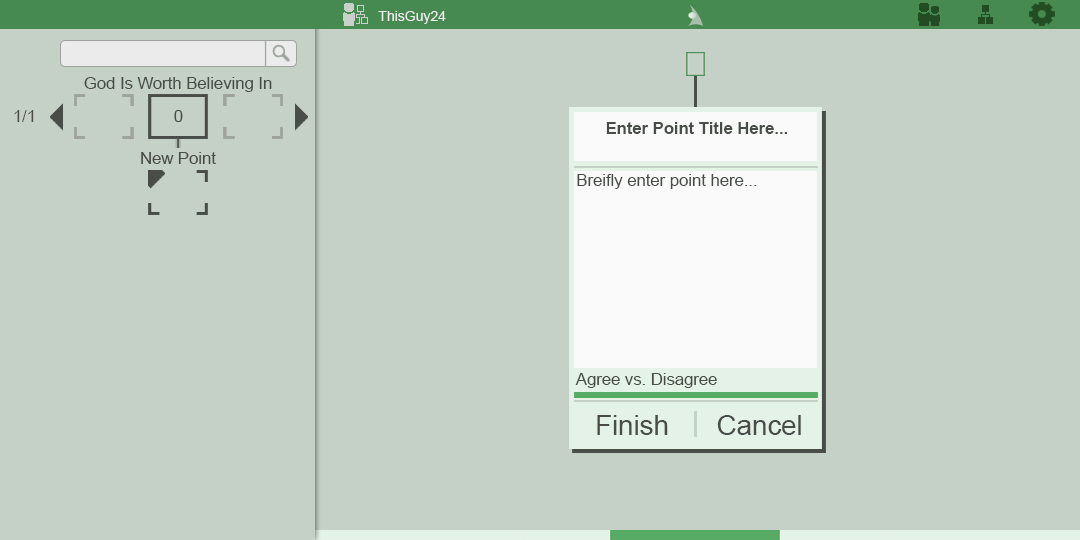 ThisGuy24
God Is Worth Believing In
1/1
0
New Point
Enter Point Title Here...
Breifly enter point here...
Agree vs. Disagree
Finish
Cancel